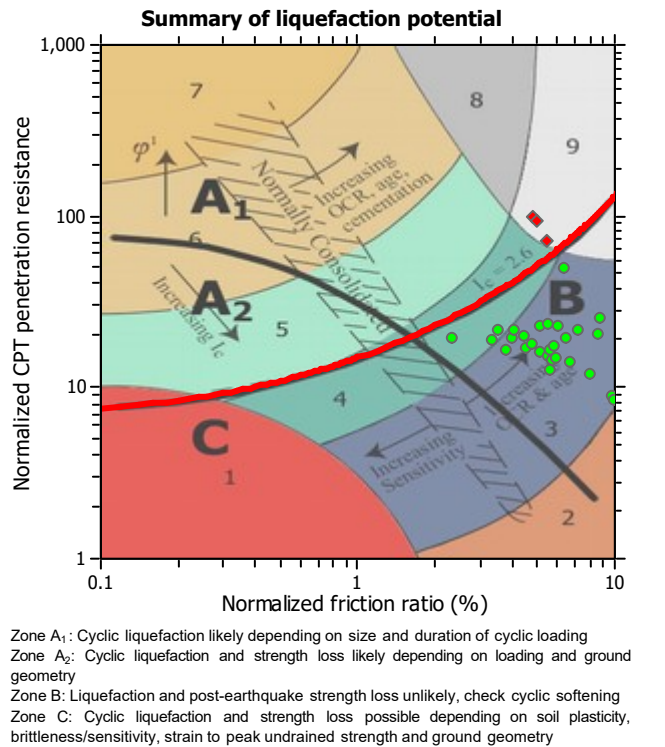 Summary of liquefaction potential
Normalized CPT penetration resistance
1,000
100
10
1
7
8
9
φ'
A1
Increasing
OCR, age,
cementation
Normally Consolidated
6
A2
Increasing Ic
5
Ic = 2.6
B
4
Increasing
OCR & age
3
C
1
Increasing
Sensitivity
2
0.1
1
10
Normalized friction ratio (%)
Zone A1: Cyclic liquefaction likely depending on size and duration of cyclic loading
Zone A2: Cyclic liquefaction and strength loss likely depending on loading and ground
geometry
Zone B: Liquefaction and post-earthquake strength loss unlikely, check cyclic softening
Zone C: Cyclic liquefaction and strength loss possible depending on soil plasticity,
brittleness/sensitivity, strain to peak undrained strength and ground geometry